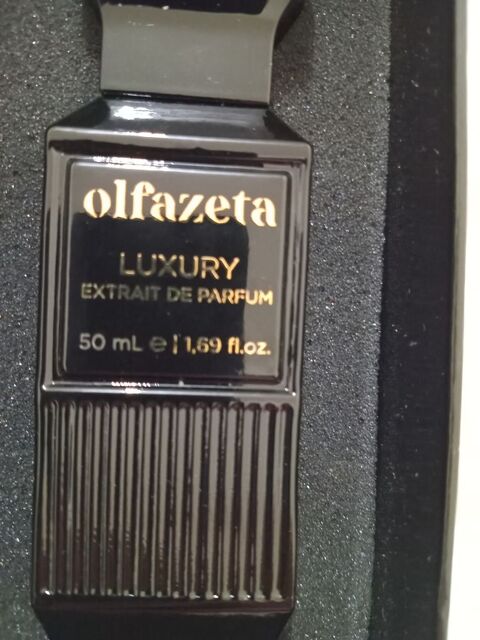 olfazeta
LUXURY
EXTRAIT DE PARFUM
50 mL ℮ | 1,69 fl.oz.